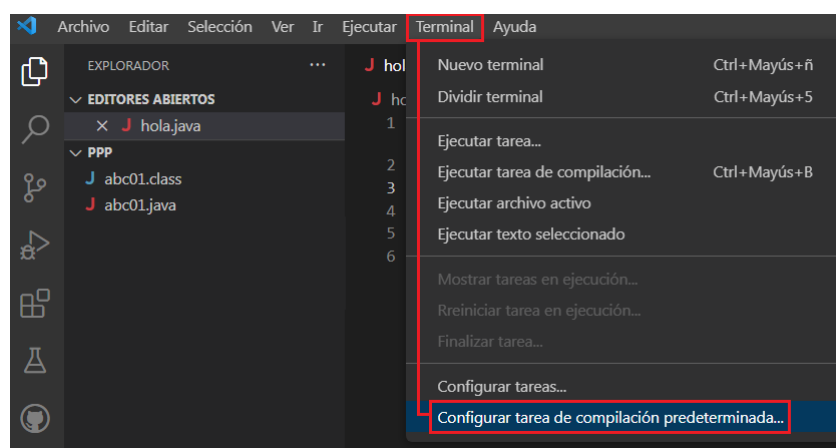 Archivo Editar Selección Ver Ir Ejecutar Terminal Ayuda
EXPLORADOR ...
EDITORES ABIERTOS
J hola.java
PPP
J abc01.class
J abc01.java
J hol
J ho
1
2
3
4
5
6
Nuevo terminal Ctrl+Mayús+ñ
Dividir terminal Ctrl+Mayús+5
Ejecutar tarea...
Ejecutar tarea de compilación... Ctrl+Mayús+B
Ejecutar archivo activo
Ejecutar texto seleccionado
Mostrar tareas en ejecución...
Rreiniciar tarea en ejecución...
Finalizar tarea...
Configurar tareas...
Configurar tarea de compilación predeterminada...